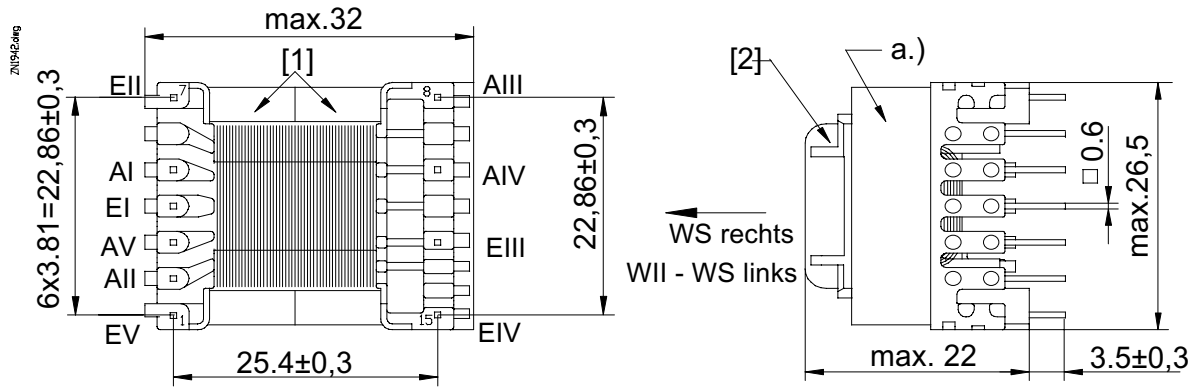 ZN1942.dwg
max.32
[1]
EII
7
8
AIII
AI
AIV
EI
AV
EIII
AII
EV
1
15
EIV
6x3.81=22,86±0,3
22,86±0,3
25.4±0,3
[2]
a.)
WS rechts
WII - WS links
□ 0.6
max.26,5
max. 22
3.5±0,3